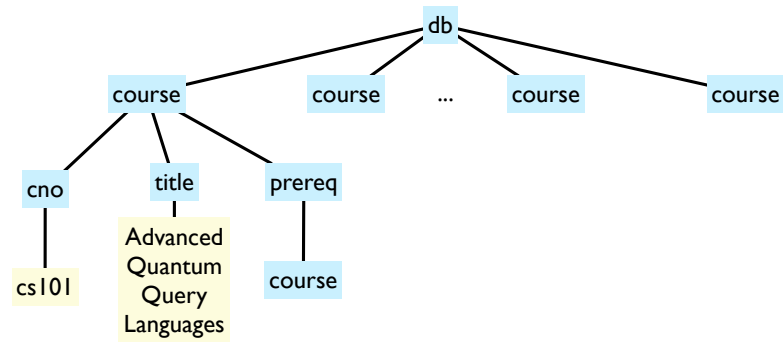 db
course
course
...
course
course
cno
title
prereq
cs101
Advanced
Quantum
Query
Languages
course